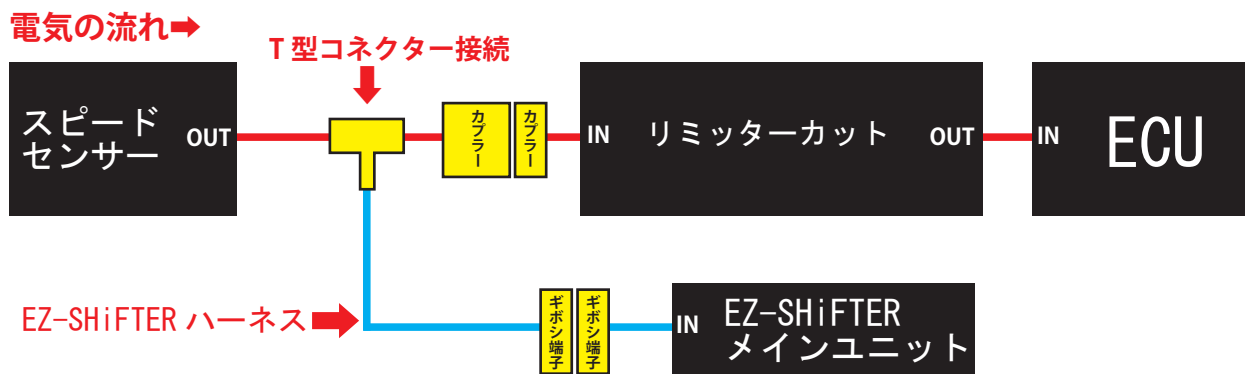 電気の流れ➡
T型コネクター接続
スピード
センサー
OUT
カプラー
カプラー
IN
リミッターカット
OUT
IN
ECU
EZ-SHiFTER ハーネス
ギボシ端子
ギボシ端子
IN
EZ-SHiFTER
メインユニット